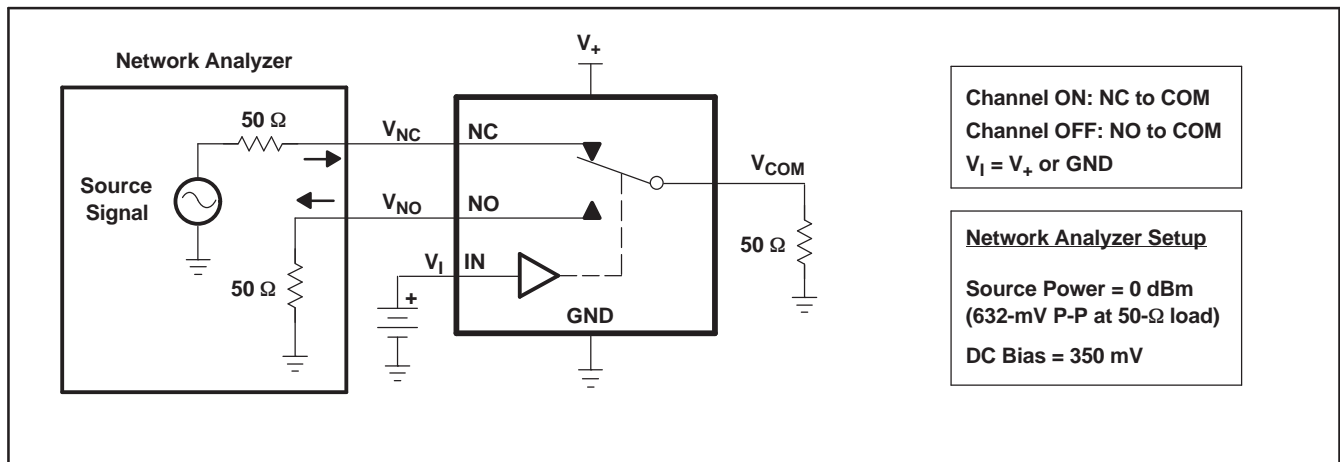 Network Analyzer
50 Ω
Source
Signal
50 Ω
V+
VNC
NC
VNO
NO
VI
IN
+
GND
VCOM
50 Ω
Channel ON: NC to COM
Channel OFF: NO to COM
VI = V+ or GND
Network Analyzer Setup
Source Power = 0 dBm
(632-mV P-P at 50-Ω load)
DC Bias = 350 mV